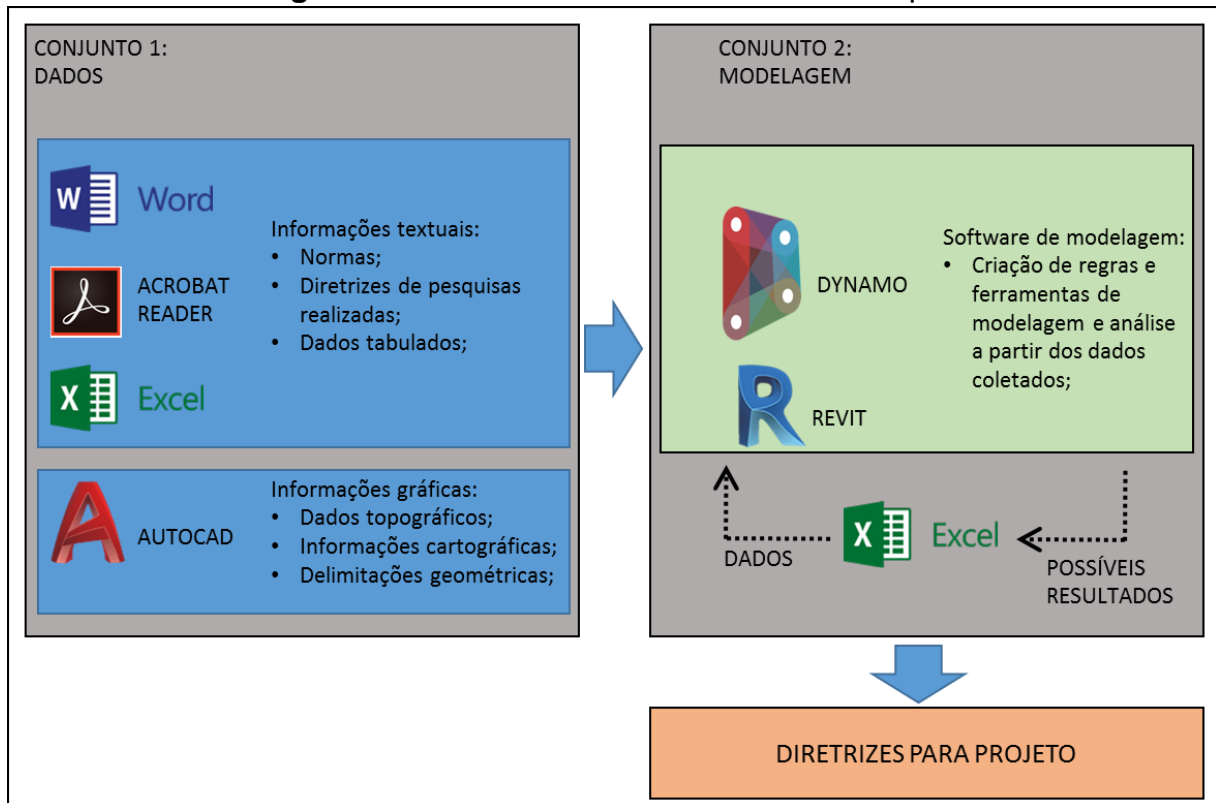 CONJUNTO 1:
DADOS
W
Word
ACROBAT
READER
X
Excel
Informações textuais:
• Normas;
• Diretrizes de pesquisas
realizadas;
• Dados tabulados;
AUTOCAD
Informações gráficas:
• Dados topográficos;
• Informações cartográficas;
• Delimitações geométricas;
CONJUNTO 2:
MODELAGEM
DYNAMO
R
REVIT
Software de modelagem:
• Criação de regras e
ferramentas de
modelagem e análise
a partir dos dados
coletados;
DADOS
X
Excel
POSSÍVEIS
RESULTADOS
DIRETRIZES PARA PROJETO